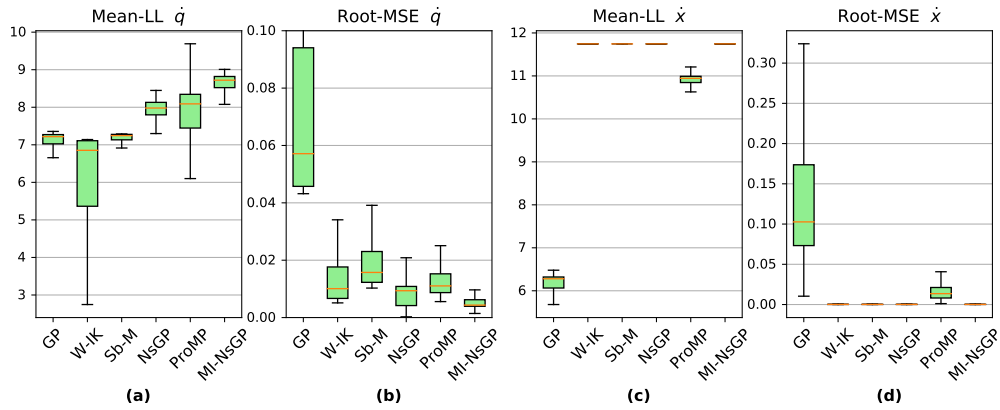 Mean-LL q̇
10
9
8
7
6
5
4
3
GP
W-IK
Sb-M
NsGP
ProMP
MI-NsGP
(a)
Root-MSE q̇
0.10
0.08
0.06
0.04
0.02
0.00
GP
W-IK
Sb-M
NsGP
ProMP
MI-NsGP
(b)
Mean-LL ẋ
12
11
10
9
8
7
6
GP
W-IK
Sb-M
NsGP
ProMP
MI-NsGP
(c)
Root-MSE ẋ
0.30
0.25
0.20
0.15
0.10
0.05
0.00
GP
W-IK
Sb-M
NsGP
ProMP
MI-NsGP
(d)